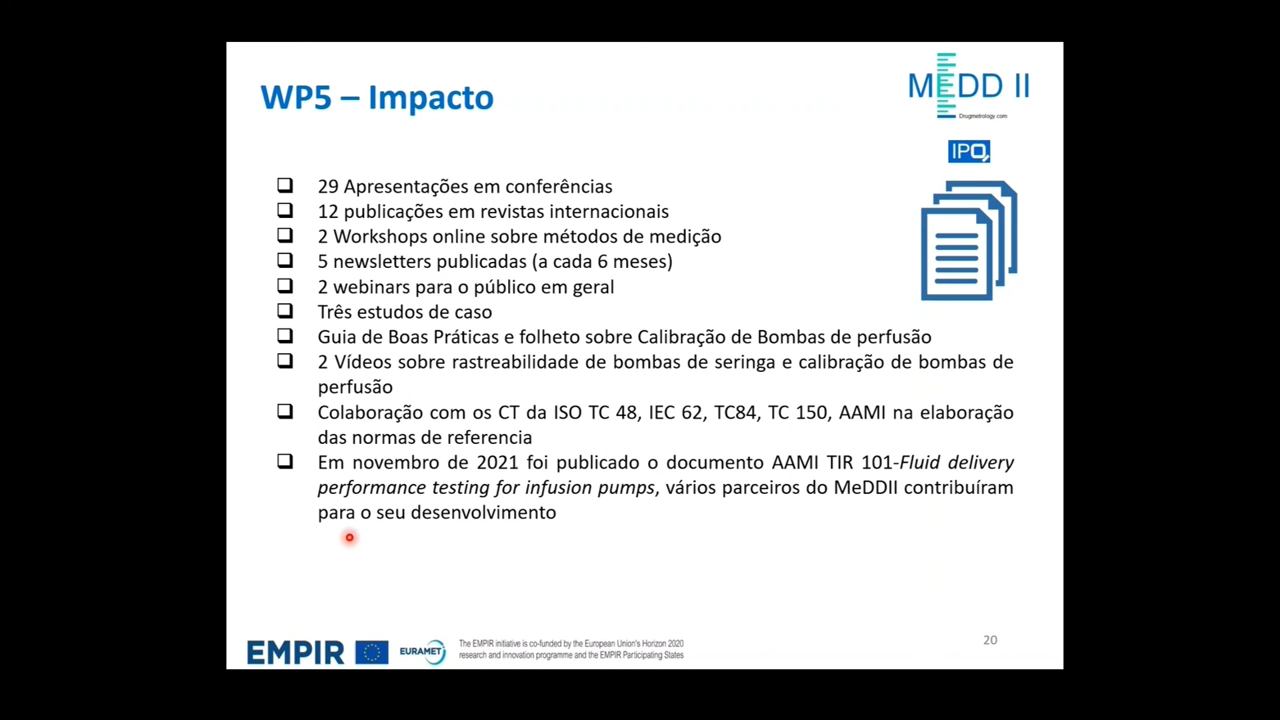 WP5 – Impacto
MEDD II
Drugmetrology.com
IPQ
29 Apresentações em conferências
12 publicações em revistas internacionais
2 Workshops online sobre métodos de medição
5 newsletters publicadas (a cada 6 meses)
2 webinars para o público em geral
Três estudos de caso
Guia de Boas Práticas e folheto sobre Calibração de Bombas de perfusão
2 Vídeos sobre rastreabilidade de bombas de seringa e calibração de bombas de
perfusão
Colaboração com os CT da ISO TC 48, IEC 62, TC84, TC 150, AAMI na elaboração
das normas de referencia
Em novembro de 2021 foi publicado o documento AAMI TIR 101-Fluid delivery
performance testing for infusion pumps, vários parceiros do MeDDII contribuíram
para o seu desenvolvimento
EMPIR
EURAMET
The EMPIR initiative is co-funded by the European Union's Horizon 2020
research and innovation programme and the EMPIR Participating States
20